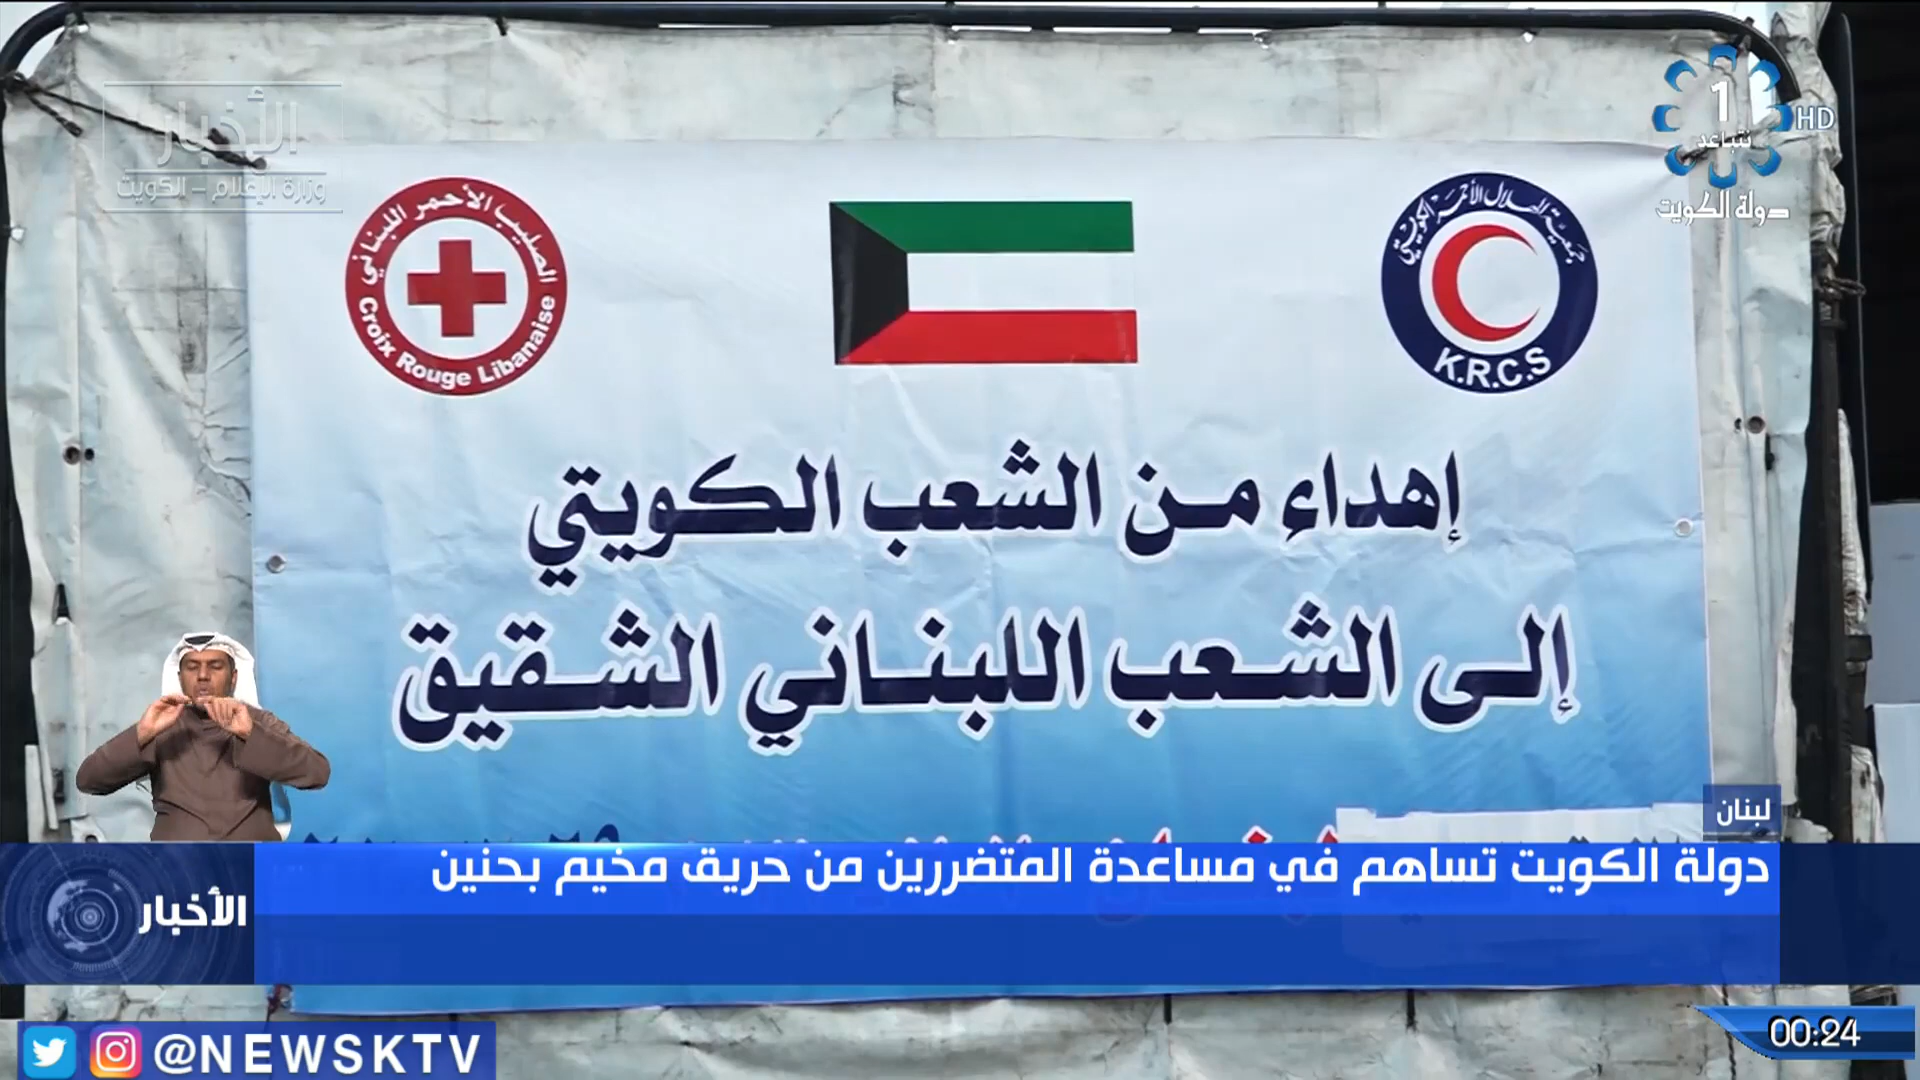 الأخبار
وزارة الإعلام – الكويت
1
HD
نتباعد
دولة الكويت
الصليب الأحمر اللبناني
Croix Rouge Libanaise
جمعية الهلال الأحمر الكويتي
K.R.C.S
إهداء من الشعب الكويتي
إلى الشعب اللبناني الشقيق
لبنان
دولة الكويت تساهم في مساعدة المتضررين من حريق مخيم بحنين
الأخبار
@NEWSKTV
00:24